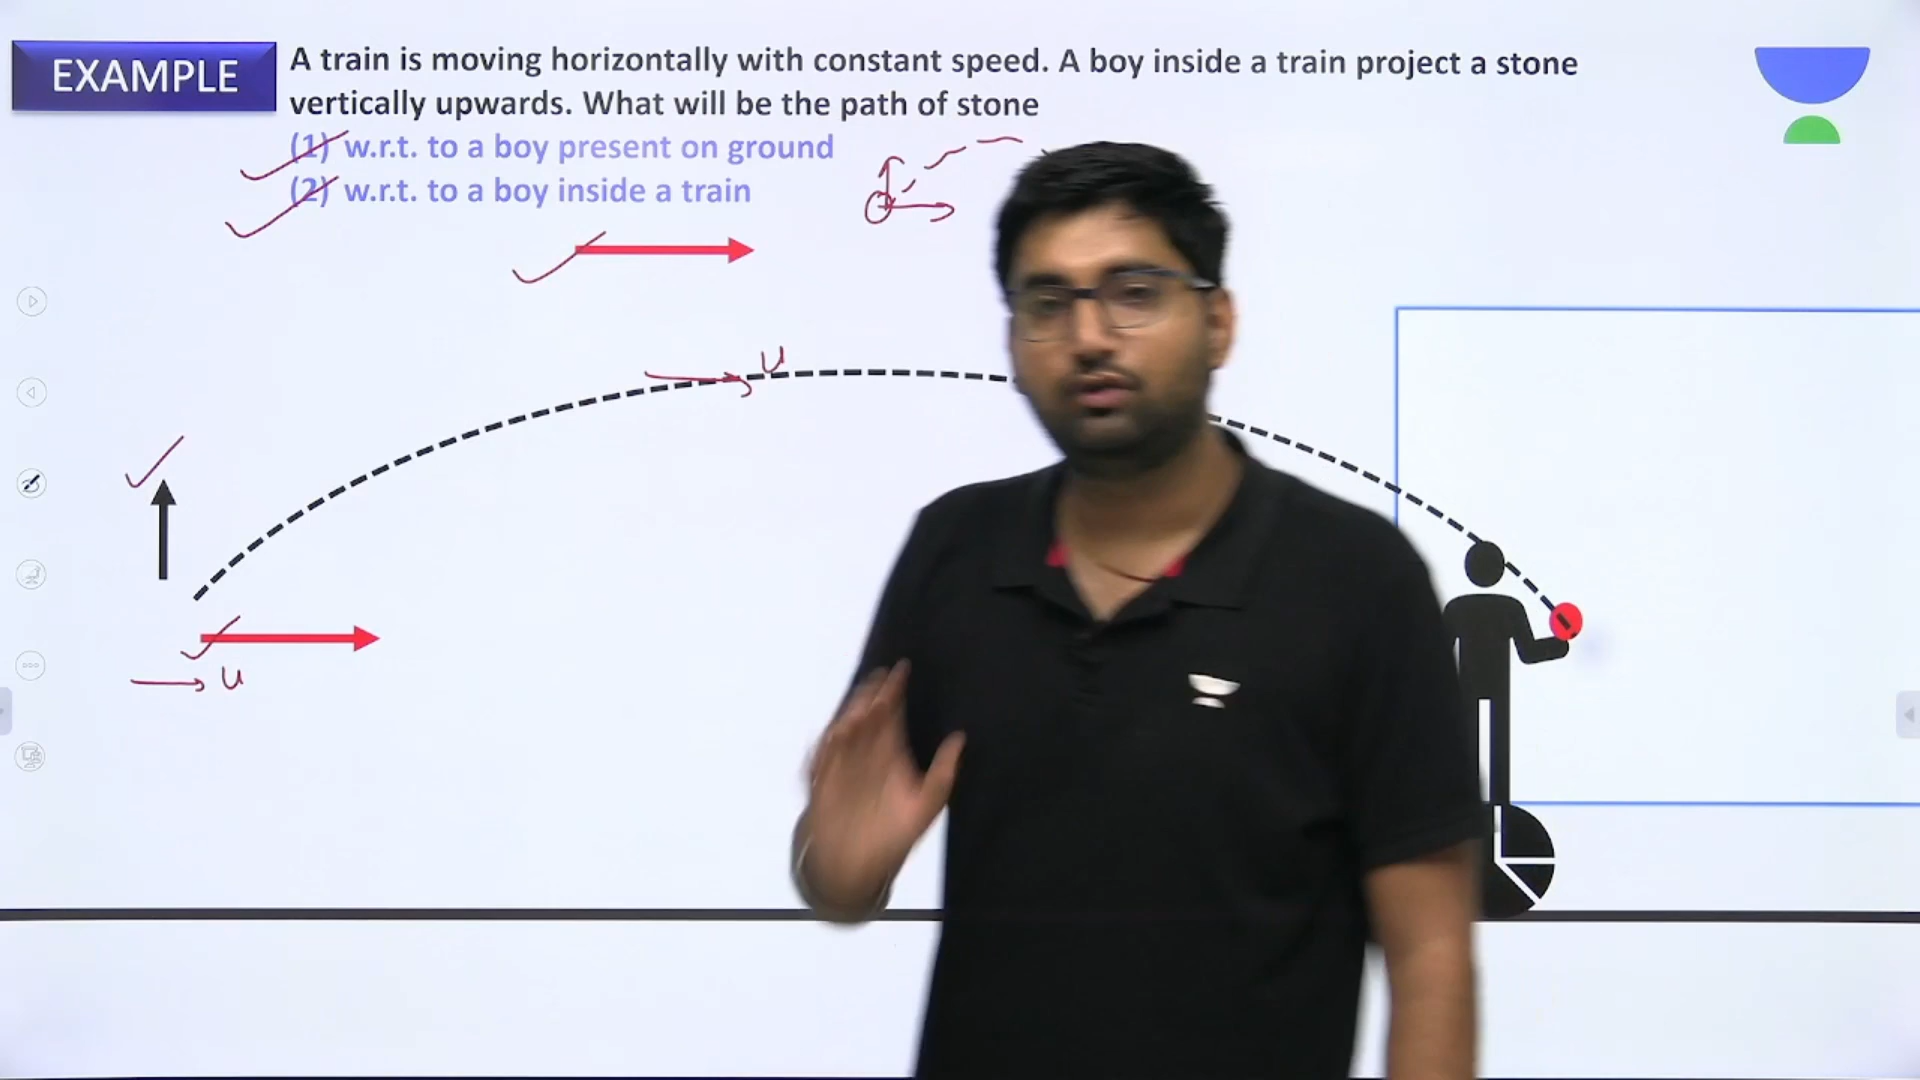 EXAMPLE
A train is moving horizontally with constant speed. A boy inside a train project a stone
vertically upwards. What will be the path of stone
(1) w.r.t. to a boy present on ground
(2) w.r.t. to a boy inside a train
u
u